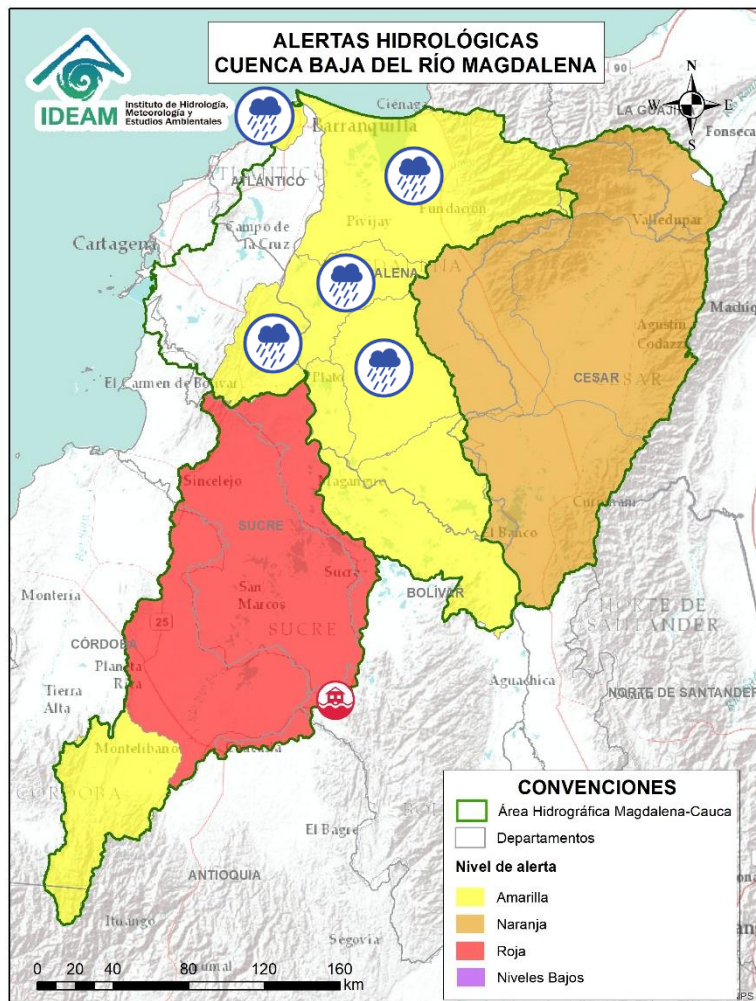 ALERTAS HIDROLÓGICAS
CUENCA BAJA DEL RÍO MAGDALENA
IDEAM
Instituto de Hidrología,
Meteorología y
Estudios Ambientales
90
N
W
E
S
Ciénaga
LA GUAJIRA
Fonseca
Barranquilla
ATLÁNTICO
Fundación
Valledupar
Pivijay
Campo de
la Cruz
Cartagena
Agustín
Codazzi
El Carmen de Bolívar
Plato
CESAR
Sincelejo
Magangué
SUCRE
El Banco
Sucre
San
Marcos
SUCRE
BOLÍVAR
NORTE DE
SANTANDER
Montería
25
CÓRDOBA
Planeta
Rica
Tierra
Alta
Aguachica
NORTE DE SANTANDER
Montelíbano
CÓRDOBA
El Bagre
ANTIOQUIA
Ituango
Segovia
CONVENCIONES
Área Hidrográfica Magdalena-Cauca
Departamentos
Nivel de alerta
Amarilla
Naranja
Roja
Niveles Bajos
0 20 40 80 120 160
km